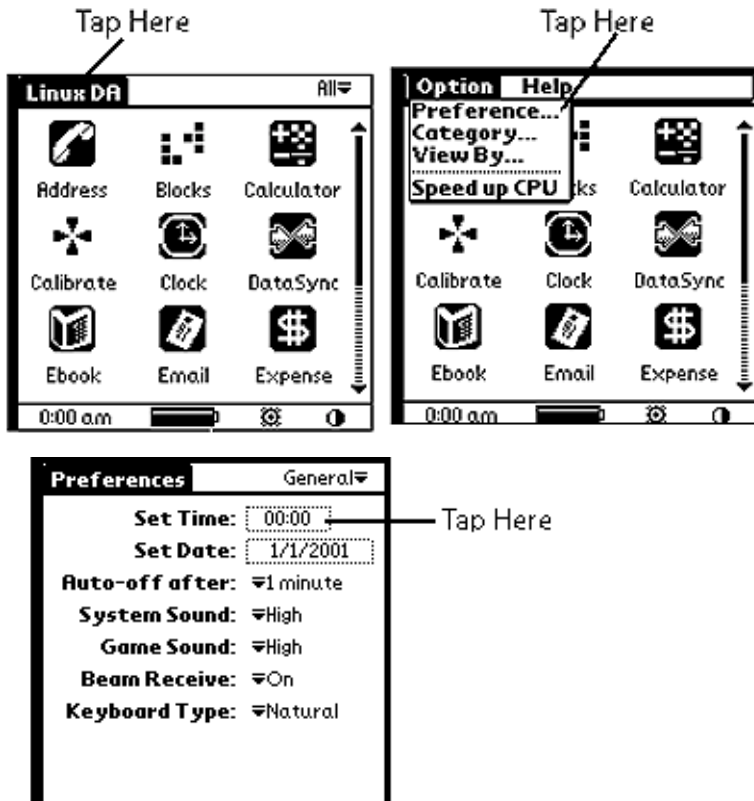 Tap Here
Linux DA All
Address Blocks Calculator
Calibrate Clock DataSync
Ebook Email Expense
0:00 am
Tap Here
Option Help
Preference...
Category...
View By...
Speed up CPU
ks Calculator
Calibrate Clock DataSync
Ebook Email Expense
0:00 am
Preferences General
Set Time: 00:00
Tap Here
Set Date: 1/1/2001
Auto-off after: 1 minute
System Sound: High
Game Sound: High
Beam Receive: On
Keyboard Type: Natural